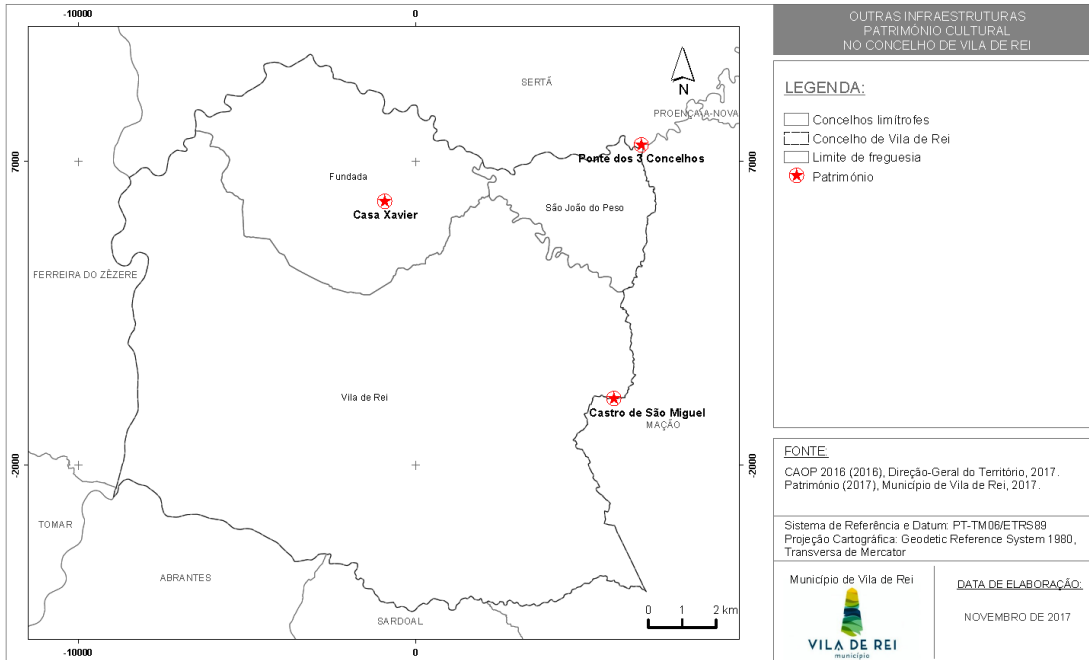 -10000
0
OUTRAS INFRAESTRUTURAS
PATRIMÓNIO CULTURAL
NO CONCELHO DE VILA DE REI
SERTÃ
N
PROENÇA-A-NOVA
7000
7000
Ponte dos 3 Concelhos
Fundada
São João do Peso
Casa Xavier
FERREIRA DO ZÊZERE
Vila de Rei
Castro de São Miguel
MAÇÃO
-2000
-2000
TOMAR
ABRANTES
SARDOAL
0 1 2 km
-10000
0
LEGENDA:
Concelhos limítrofes
Concelho de Vila de Rei
Limite de freguesia
Património
FONTE:
CAOP 2016 (2016), Direção-Geral do Território, 2017.
Património (2017), Município de Vila de Rei, 2017.
Sistema de Referência e Datum: PT-TM06/ETRS89
Projeção Cartográfica: Geodetic Reference System 1980,
Transversa de Mercator
Município de Vila de Rei
VILA DE REI
município
DATA DE ELABORAÇÃO:
NOVEMBRO DE 2017